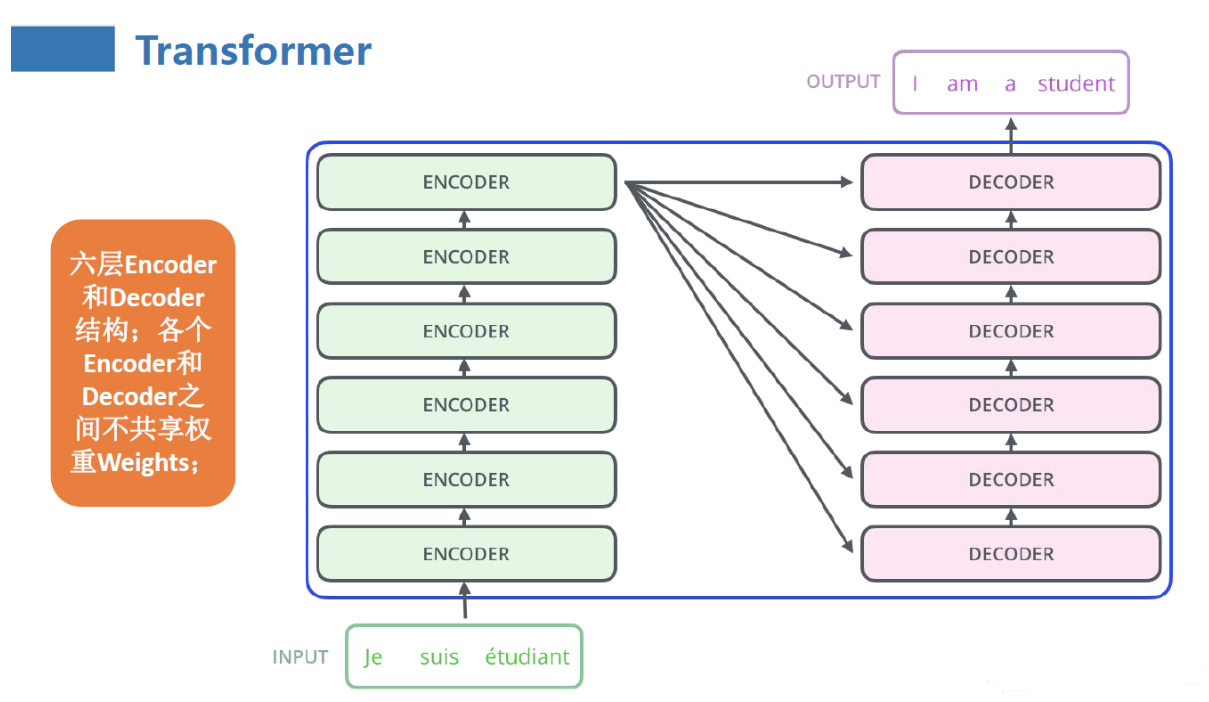 Transformer
OUTPUT
I am a student
ENCODER
DECODER
ENCODER
DECODER
ENCODER
DECODER
ENCODER
DECODER
ENCODER
DECODER
ENCODER
DECODER
六层Encoder
和Decoder
结构；各个
Encoder和
Decoder之
间不共享权
重Weights；
INPUT
Je suis étudiant